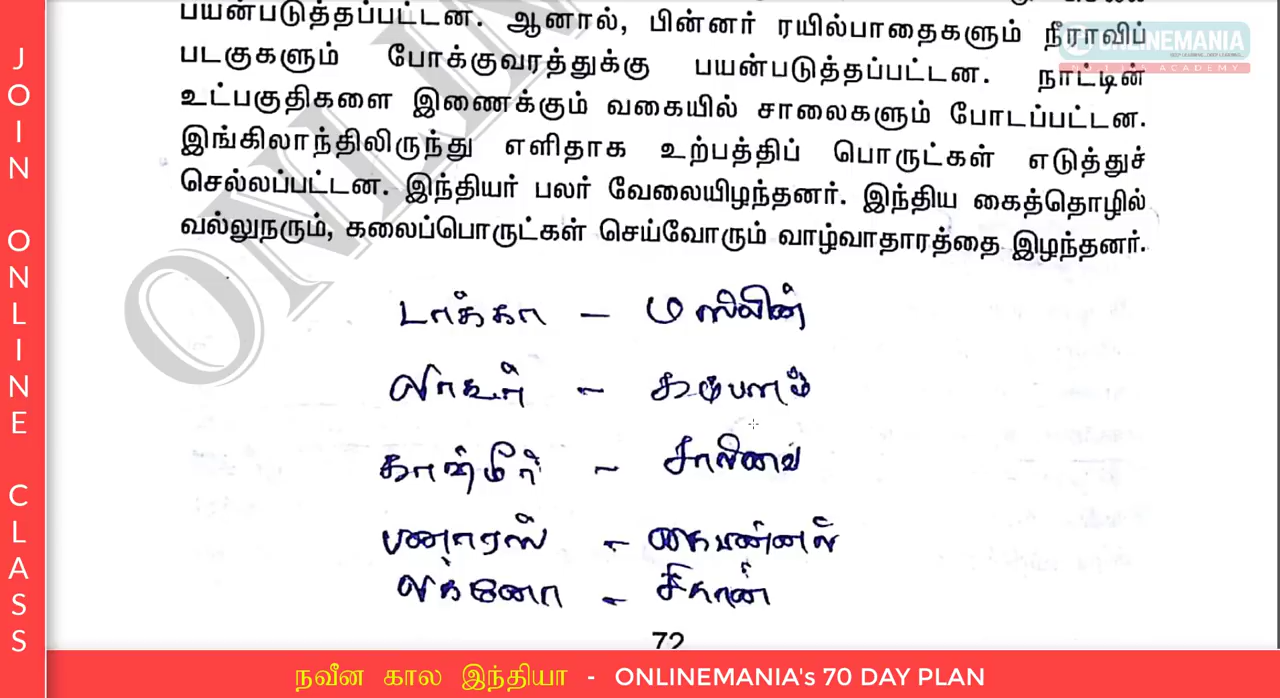 பயன்படுத்தப்பட்டன. ஆனால், பின்னர் ரயில்பாதைகளும் நீராவிப்
படகுகளும் போக்குவரத்துக்கு பயன்படுத்தப்பட்டன. நாட்டின்
உட்பகுதிகளை இணைக்கும் வகையில் சாலைகளும் போடப்பட்டன.
இங்கிலாந்திலிருந்து எளிதாக உற்பத்திப் பொருட்கள் எடுத்துச்
செல்லப்பட்டன. இந்தியர் பலர் வேலையிழந்தனர். இந்திய கைத்தொழில்
வல்லுநரும், கலைப்பொருட்கள் செய்வோரும் வாழ்வாதாரத்தை இழந்தனர்.
டாக்கா - மஸ்லின்
லாகூர் - கம்பளம்
காஷ்மீர் -
பனாரஸ் -
லக்னோ -
72
ONLINEMANIA
ACADEMY
JOIN ONLINE CLASS
நவீன கால இந்தியா - ONLINEMANIA's 70 DAY PLAN